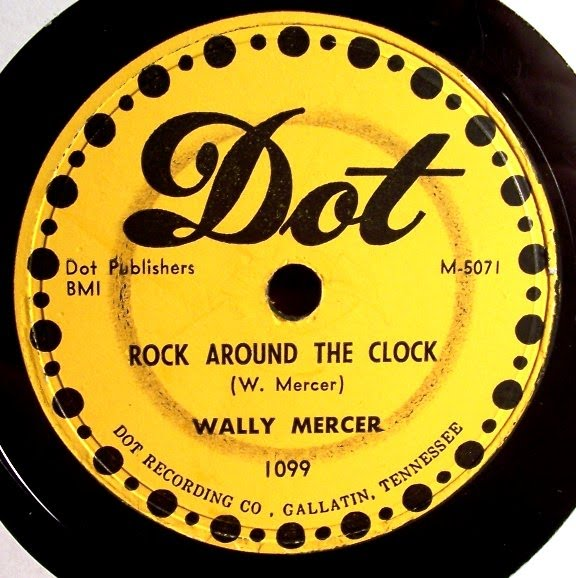 Dot
Dot Publishers
BMI
M-5071
ROCK AROUND THE CLOCK
(W. Mercer)
WALLY MERCER
1099
DOT RECORDING CO., GALLATIN, TENNESSEE